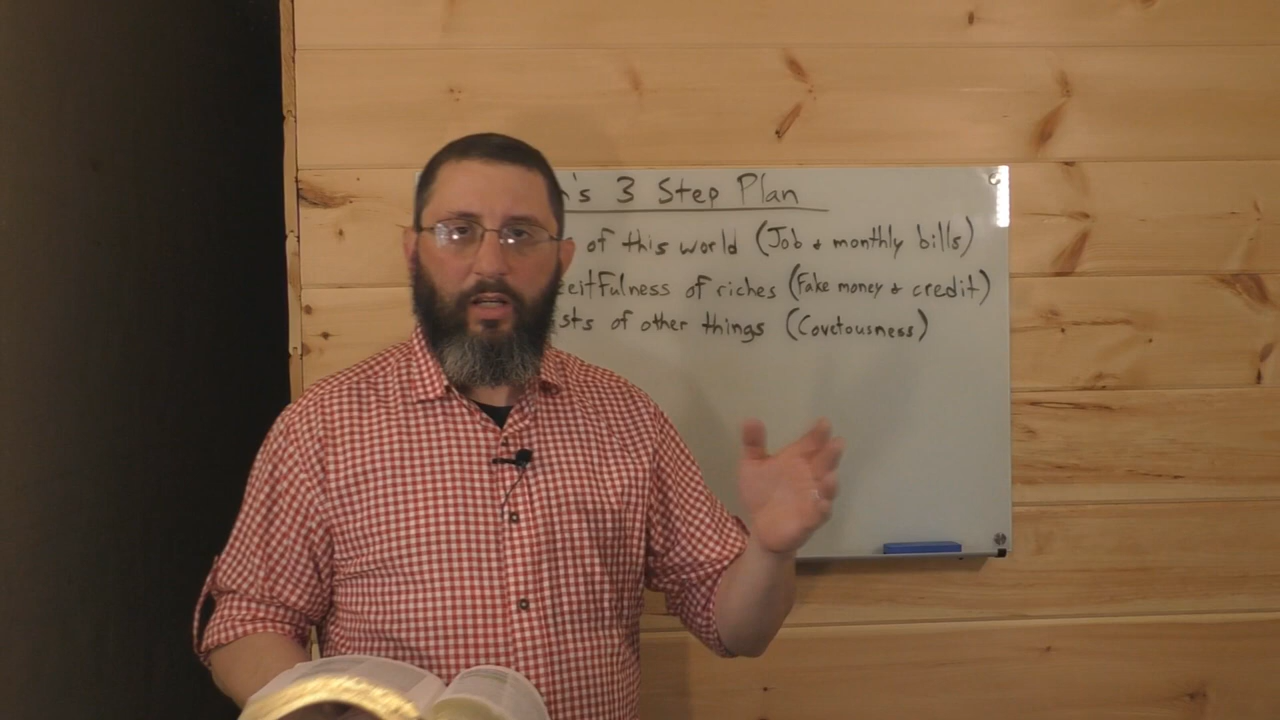 's 3 Step Plan
of this world (Job & monthly bills)
eitfulness of riches (Fake money & credit)
sts of other things (Covetousness)